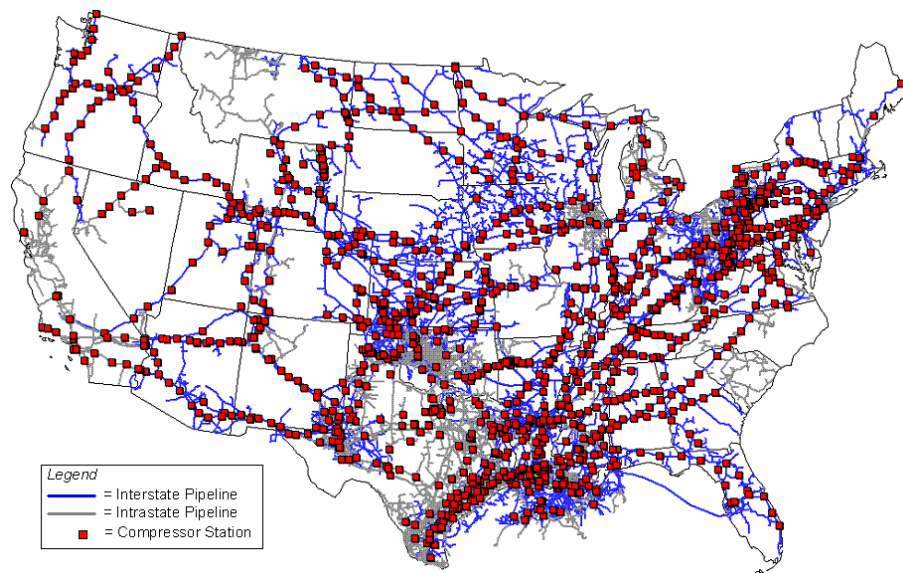 Legend
= Interstate Pipeline
= Intrastate Pipeline
= Compressor Station